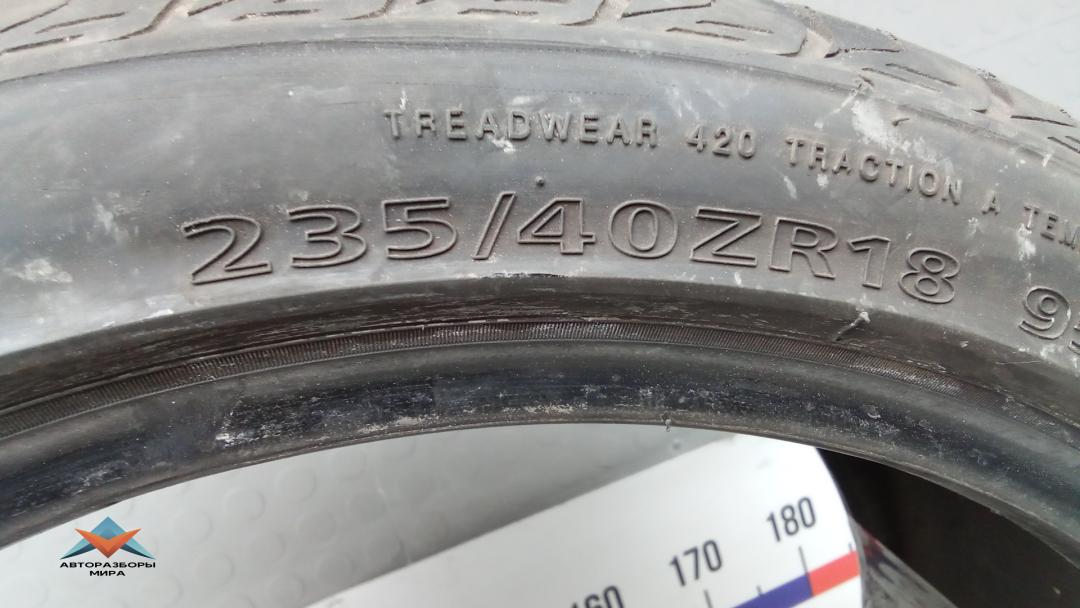 TREADWEAR 420 TRACTION A
235/40ZR18
180
170
АВТОРАЗБОРЫ
МИРА